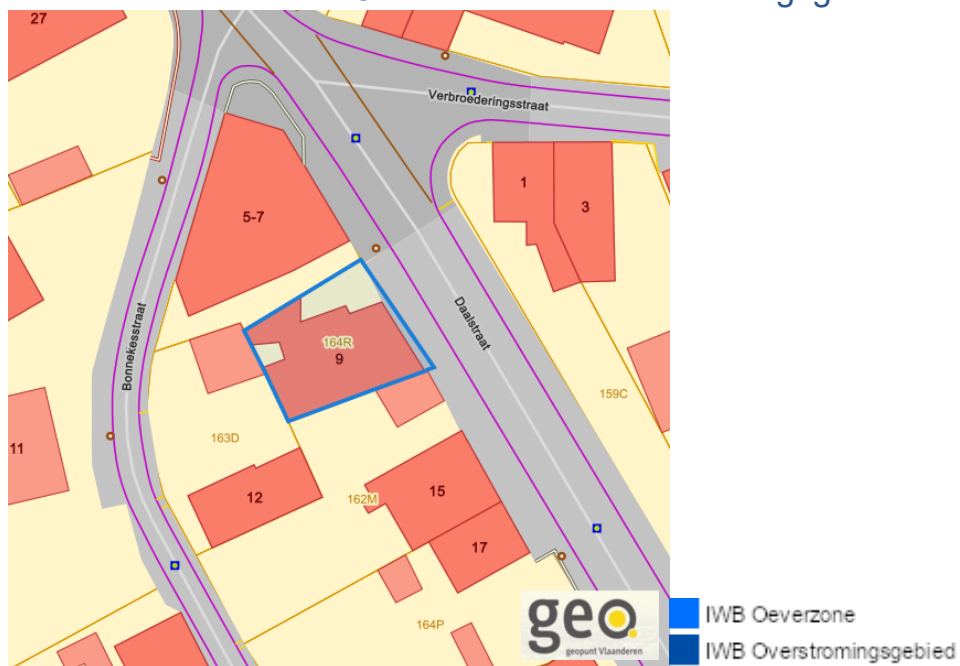 27
Verbroederingsstraat
1
3
5-7
Daalstraat
Bonnekesstraat
164R
9
159C
11
163D
12
162M
15
17
164P
geo.
geopunt Vlaanderen
IWB Oeverzone
IWB Overstromingsgebied